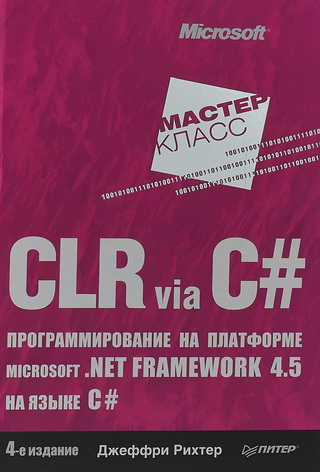 Microsoft®
МАСТЕР
КЛАСС
CLR via C#
ПРОГРАММИРОВАНИЕ НА ПЛАТФОРМЕ
MICROSOFT .NET FRAMEWORK 4.5
НА ЯЗЫКЕ C#
4-е издание Джеффри Рихтер ПИТЕР®